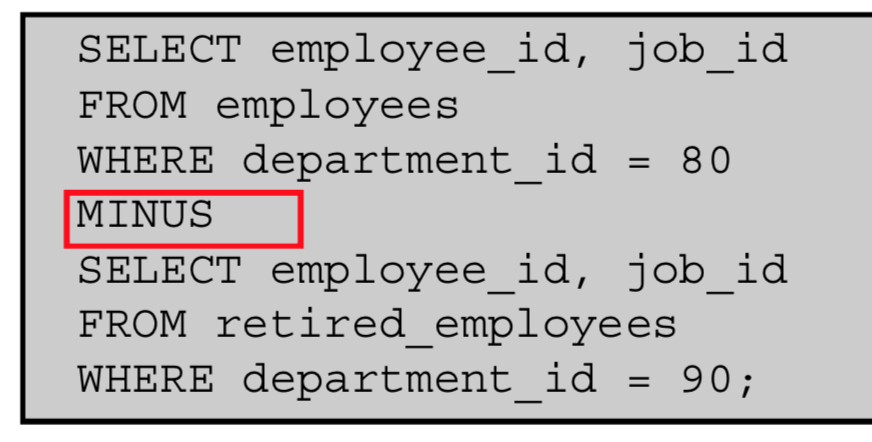 SELECT employee_id, job_id
FROM employees
WHERE department_id = 80
MINUS
SELECT employee_id, job_id
FROM retired_employees
WHERE department_id = 90;